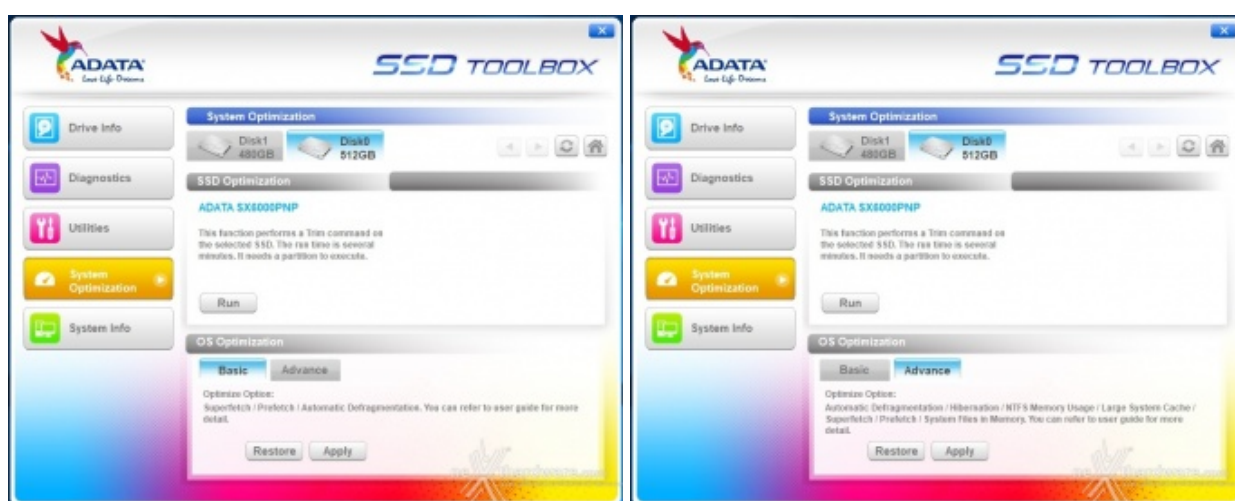 ADATA
Love Life Dreams
SSD TOOLBOX
Drive Info
Diagnostics
Utilities
System
Optimization
System Info
System Optimization
Disk1
480GB
Disk0
512GB
SSD Optimization
ADATA SX6000PNP
This function performs a Trim command on
the selected SSD. The run time is several
minutes. It needs a partition to execute.
Run
OS Optimization
Basic
Advance
Optimize Option:
Superfetch / Prefetch / Automatic Defragmentation. You can refer to user guide for more
detail.
Restore
Apply
ADATA
Love Life Dreams
SSD TOOLBOX
Drive Info
Diagnostics
Utilities
System
Optimization
System Info
System Optimization
Disk1
480GB
Disk0
512GB
SSD Optimization
ADATA SX6000PNP
This function performs a Trim command on
the selected SSD. The run time is several
minutes. It needs a partition to execute.
Run
OS Optimization
Basic
Advance
Optimize Option:
Automatic Defragmentation / Hibernation / NTFS Memory Usage / Large System Cache /
Superfetch / Prefetch / System Files in Memory. You can refer to user guide for more
detail.
Restore
Apply